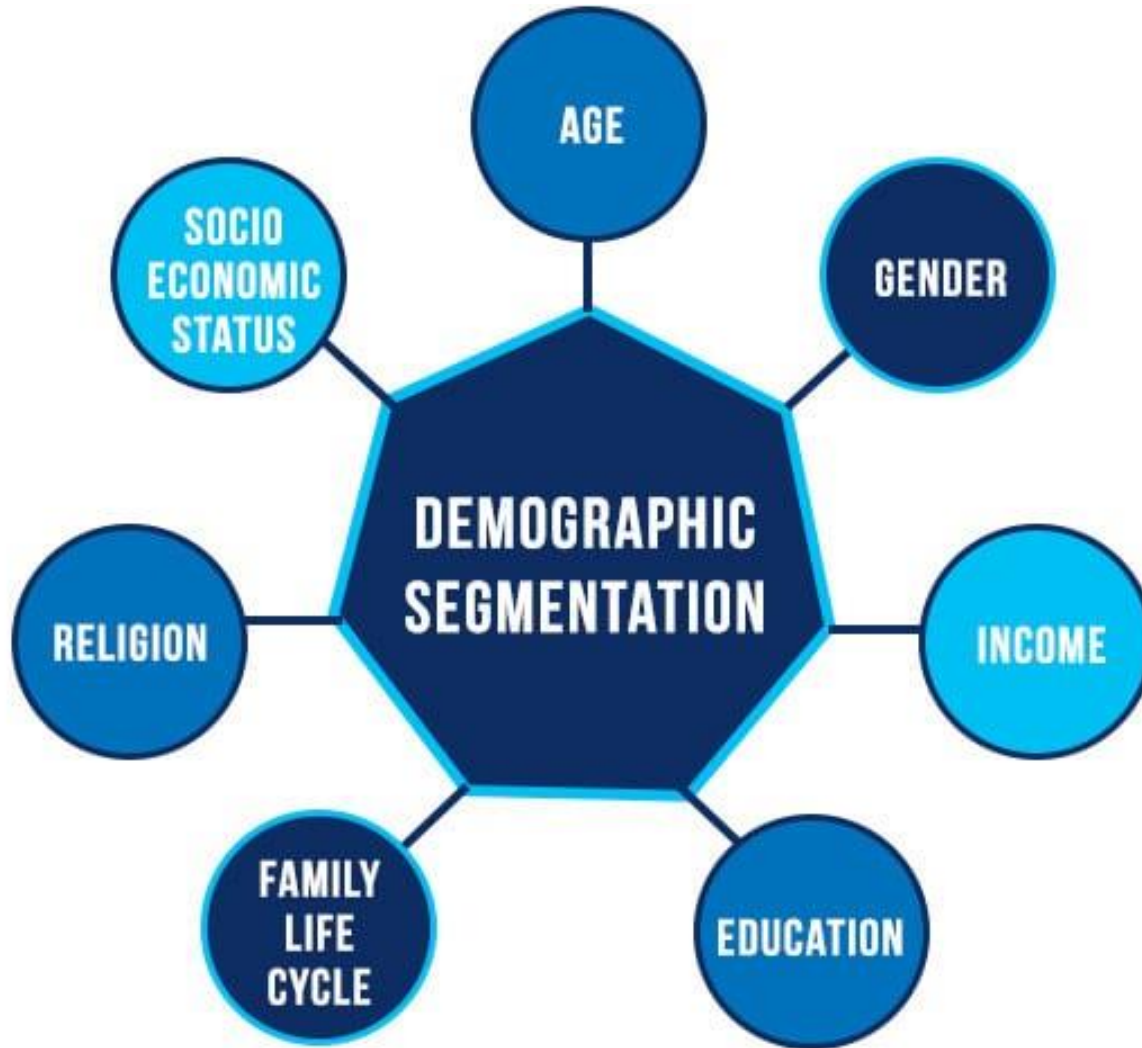 AGE
SOCIO
ECONOMIC
STATUS
GENDER
DEMOGRAPHIC
SEGMENTATION
RELIGION
INCOME
FAMILY
LIFE
CYCLE
EDUCATION